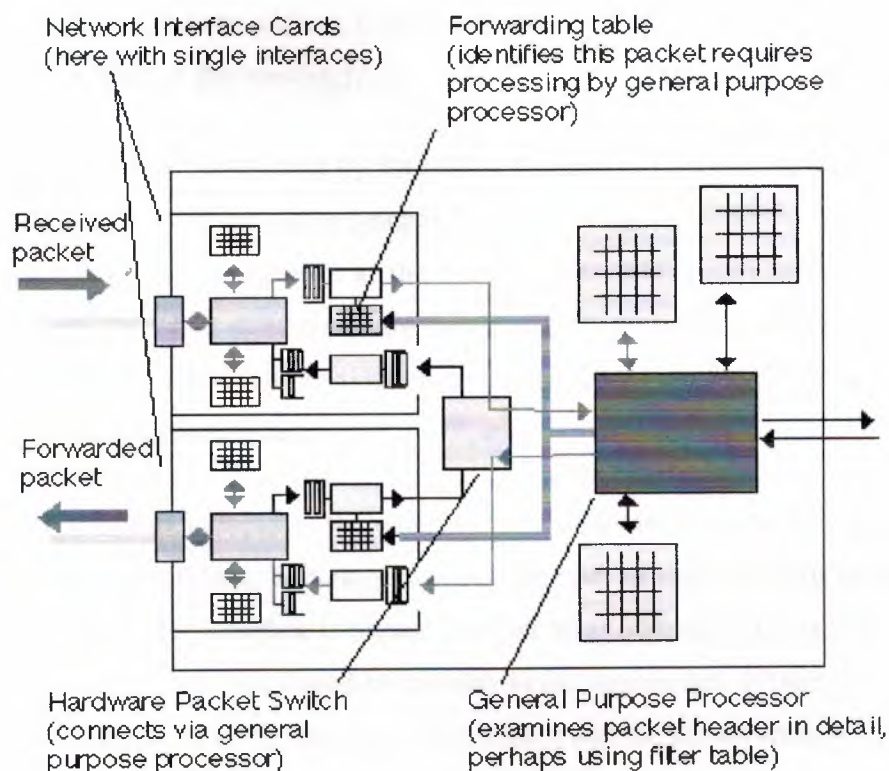 Network Interface Cards
(here with single interfaces)
Forwarding table
(identifies this packet requires
processing by general purpose
processor)
Received
packet
Forwarded
packet
Hardware Packet Switch
(connects via general
purpose processor)
General Purpose Processor
(examines packet header in detail,
perhaps using filter table)